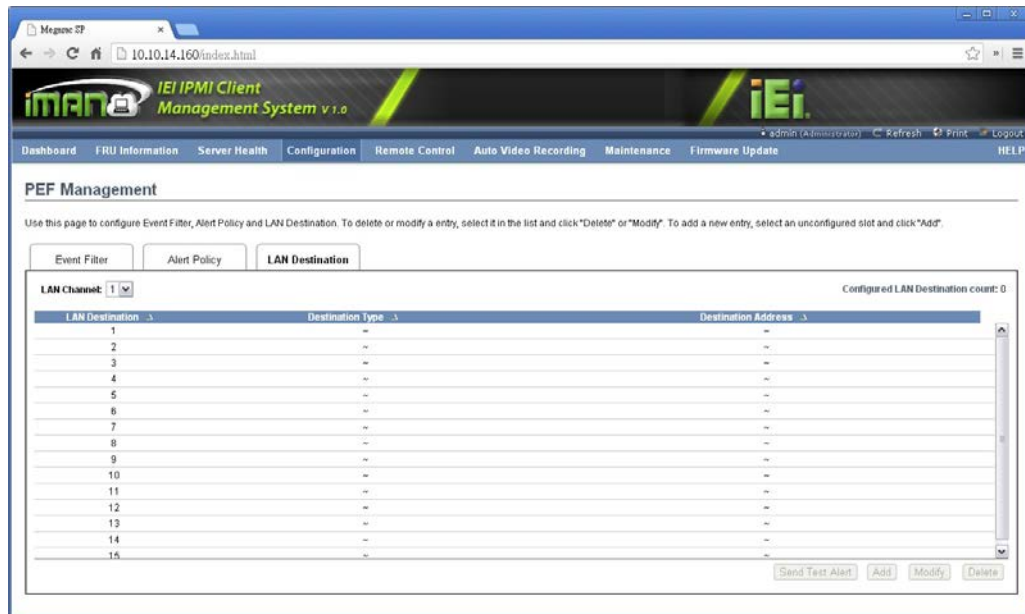 Megarac SP
10.10.14.160/index.html
iMAN
IEI IPMI Client
Management System v 1.0
iEi
admin (Administrator) Refresh Print Logout
Dashboard FRU Information Server Health Configuration Remote Control Auto Video Recording Maintenance Firmware Update HELP
PEF Management
Use this page to configure Event Filter, Alert Policy and LAN Destination. To delete or modify a entry, select it in the list and click "Delete" or "Modify". To add a new entry, select an unconfigured slot and click "Add".
Event Filter Alert Policy LAN Destination
LAN Channel: 1 Configured LAN Destination count: 0
LAN Destination Destination Type Destination Address
1 ~ ~
2 ~ ~
3 ~ ~
4 ~ ~
5 ~ ~
6 ~ ~
7 ~ ~
8 ~ ~
9 ~ ~
10 ~ ~
11 ~ ~
12 ~ ~
13 ~ ~
14 ~ ~
15 ~ ~
Send Test Alert Add Modify Delete